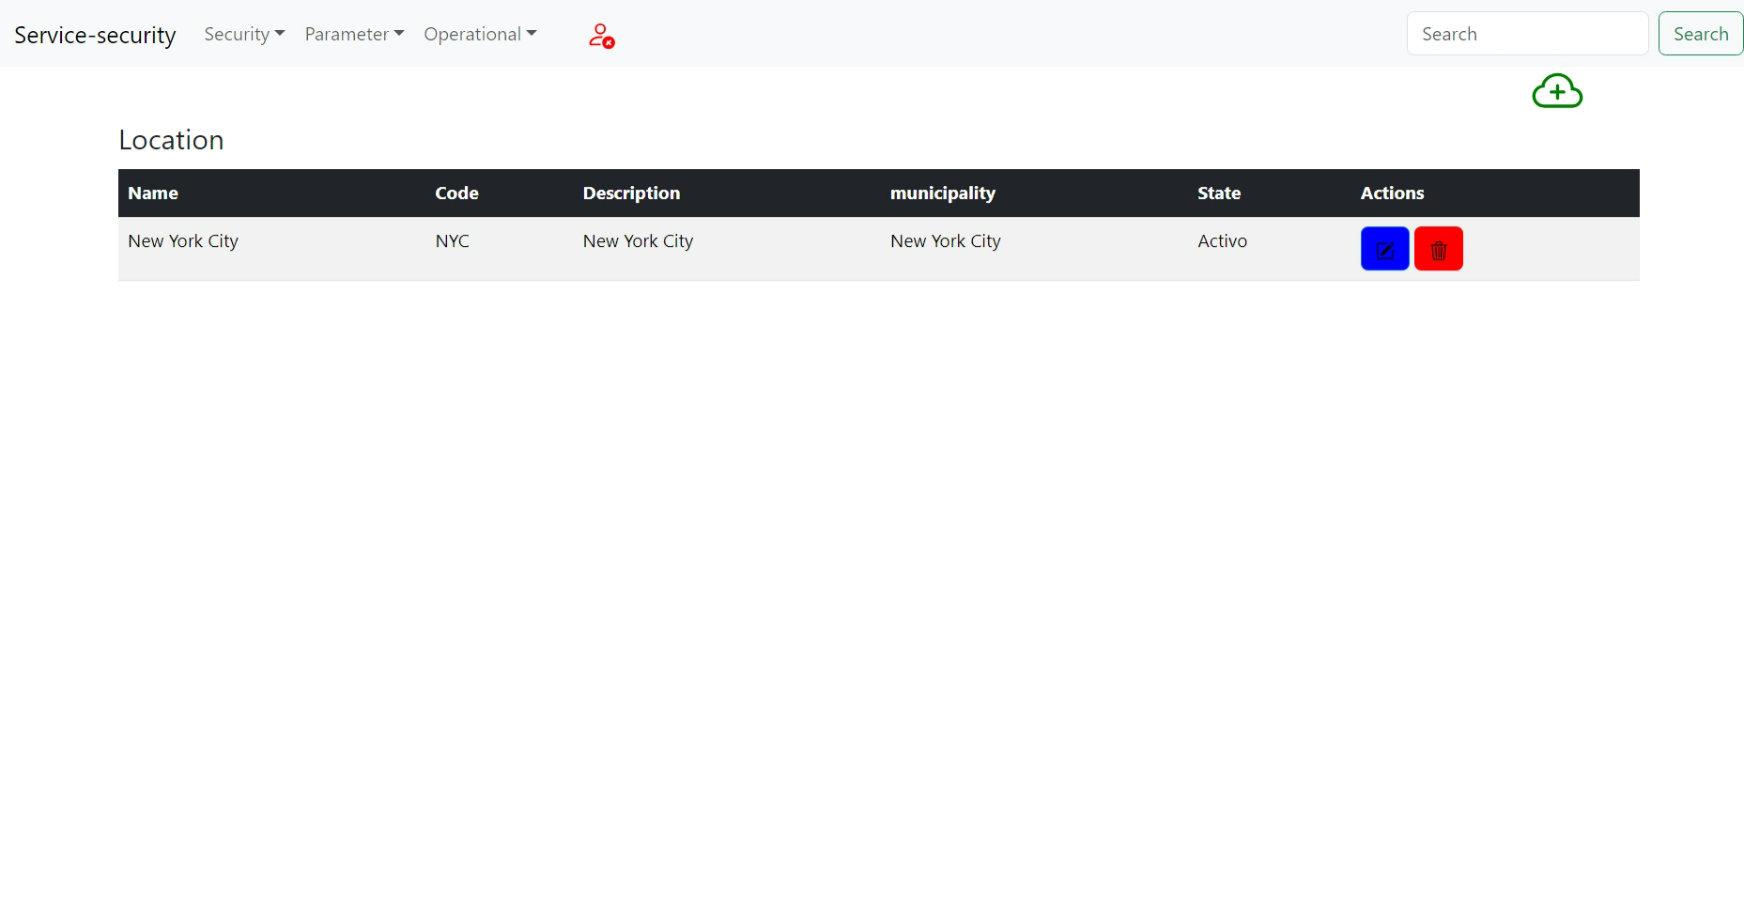 Service-security Security Parameter Operational Search Search
Location
Name Code Description municipality State Actions
New York City NYC New York City New York City Activo